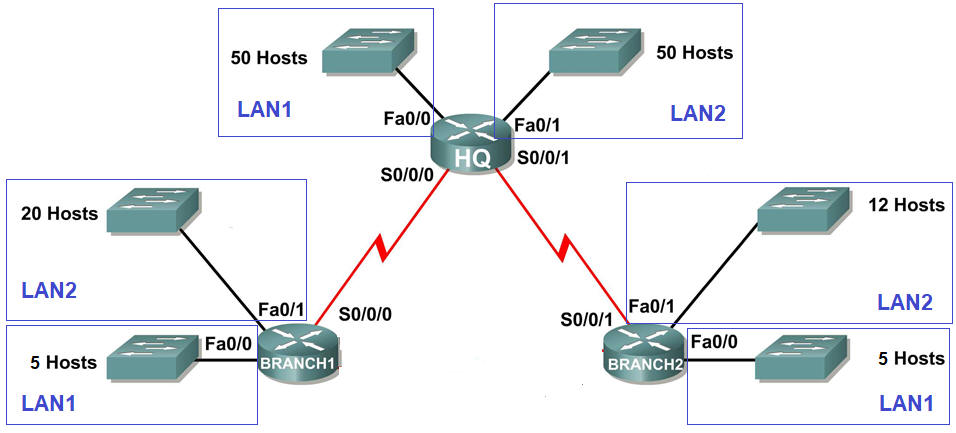 50 Hosts
50 Hosts
LAN1
LAN2
Fa0/0
Fa0/1
HQ
S0/0/0
S0/0/1
20 Hosts
12 Hosts
LAN2
LAN2
Fa0/1
S0/0/0
S0/0/1
Fa0/1
5 Hosts
Fa0/0
BRANCH1
BRANCH2
Fa0/0
5 Hosts
LAN1
LAN1